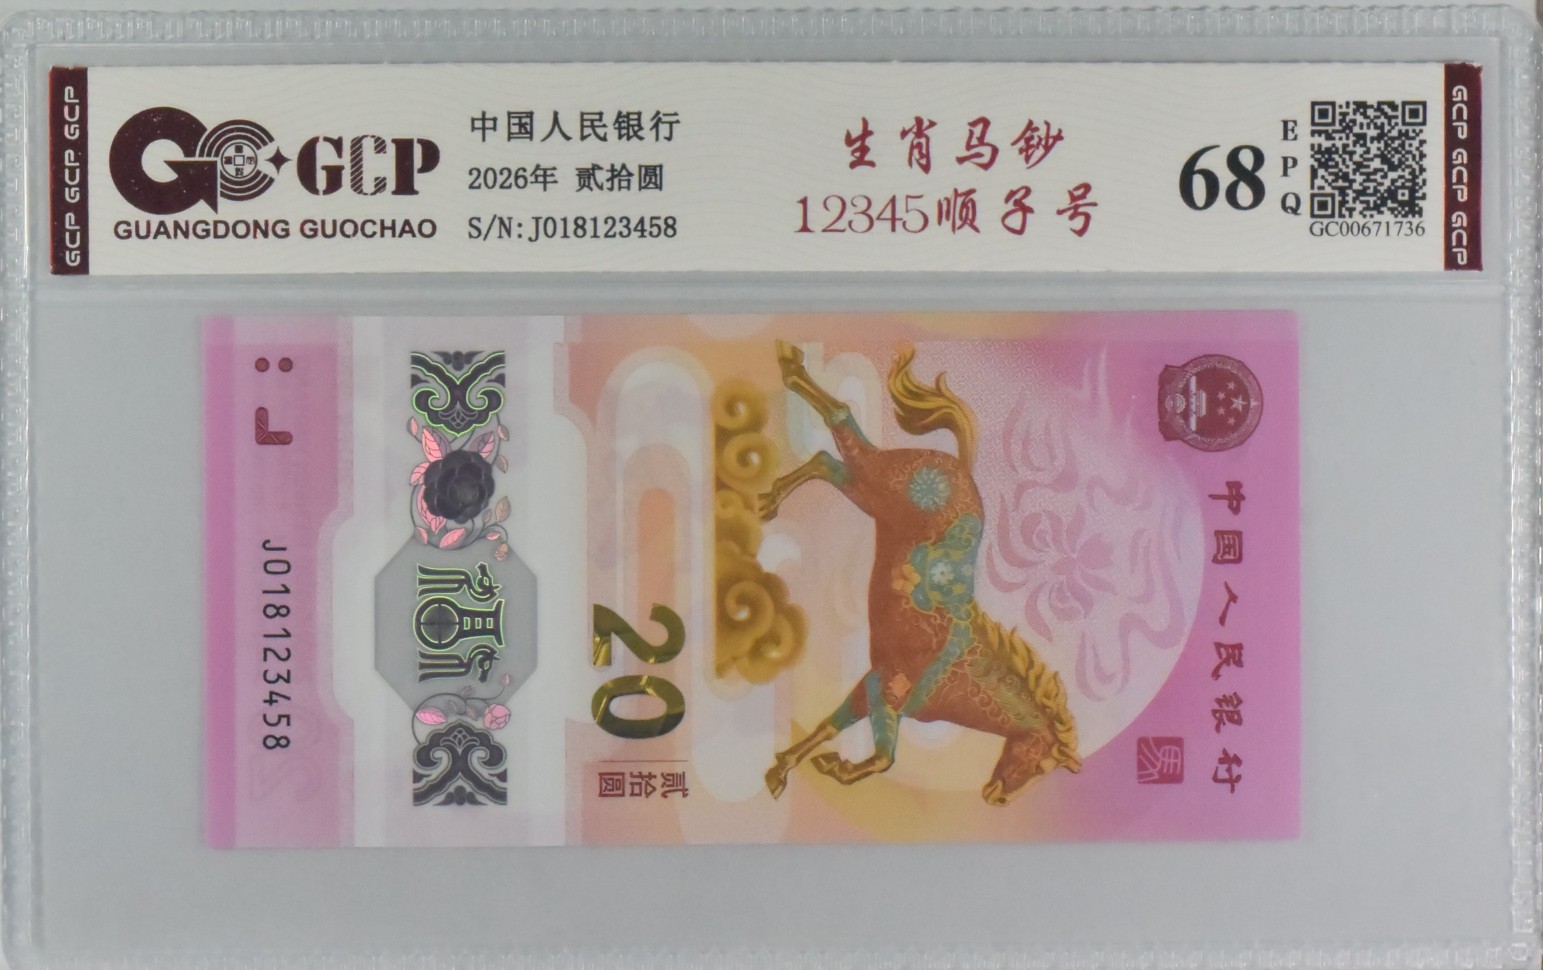 GCP GCP GCP
GCP
GUANGDONG GUOCHAO
中国人民银行
2026年 贰拾圆
S/N:J018123458
生肖马钞
12345顺子号
68
EPQ
GC00671736
GCP GCP GCP
J018123458
20
贰拾圆
中国人民银行